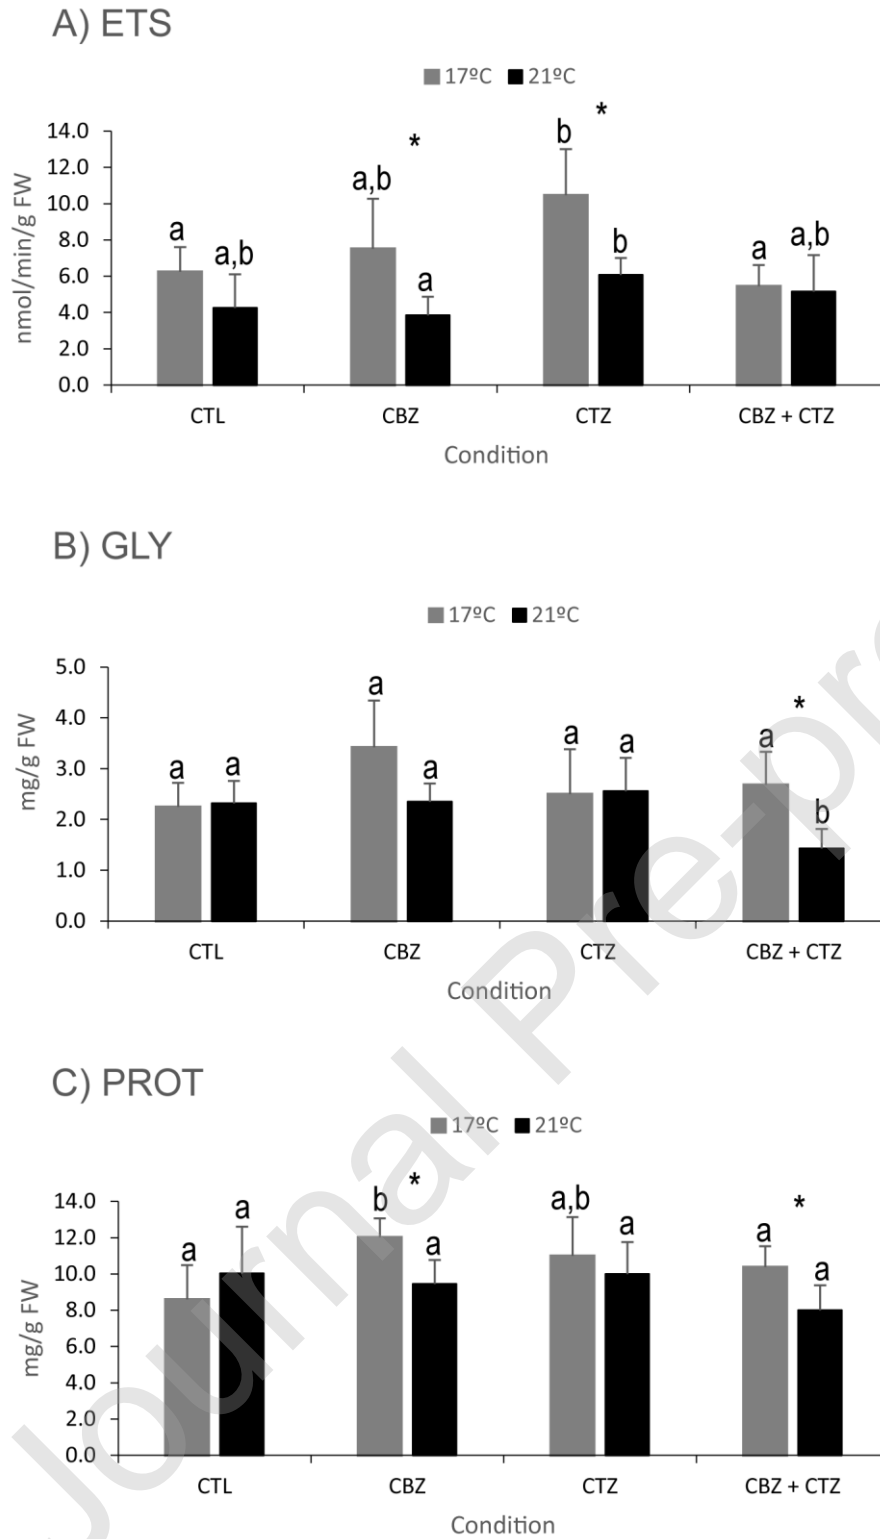 A) ETS
17ºC 21ºC
* *
14.0
12.0
10.0
8.0
6.0
4.0
2.0
0.0
nmol/min/g FW
a a,b a,b a b b a a,b
CTL CBZ CTZ CBZ + CTZ
Condition
B) GLY
17ºC 21ºC
*
5.0
4.0
3.0
2.0
1.0
0.0
mg/g FW
a a a a a a a b
CTL CBZ CTZ CBZ + CTZ
Condition
C) PROT
17ºC 21ºC
* *
14.0
12.0
10.0
8.0
6.0
4.0
2.0
0.0
mg/g FW
a a b a a,b a a a
CTL CBZ CTZ CBZ + CTZ
Condition
Journal Pre-pr